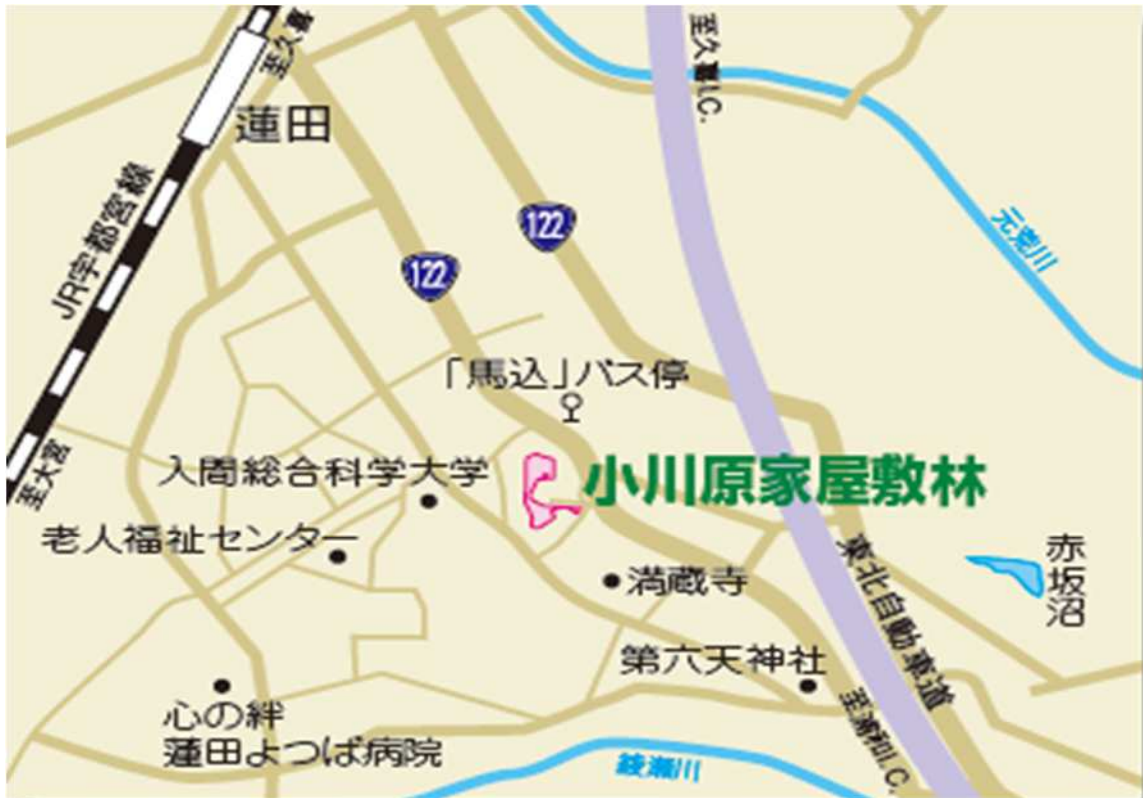 至久喜
至久喜I.C.
蓮田
JR宇都宮線
122
122
元荒川
「馬込」バス停
至大宮
入間総合科学大学
小川原家屋敷林
老人福祉センター
東北自動車道
赤坂沼
満蔵寺
第六天神社
至浦和I.C.
心の絆
蓮田よつば病院
綾瀬川